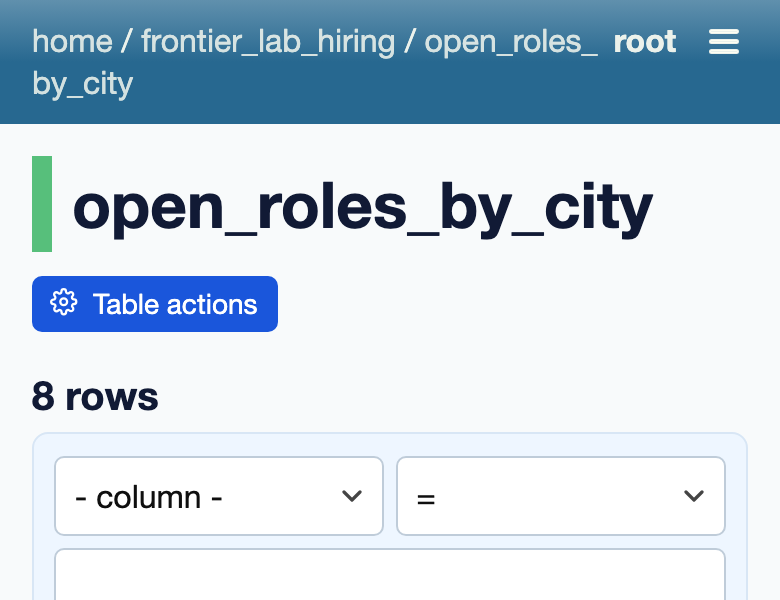 home / frontier_lab_hiring / open_roles_ root
by_city
open_roles_by_city
Table actions
8 rows
- column -
=